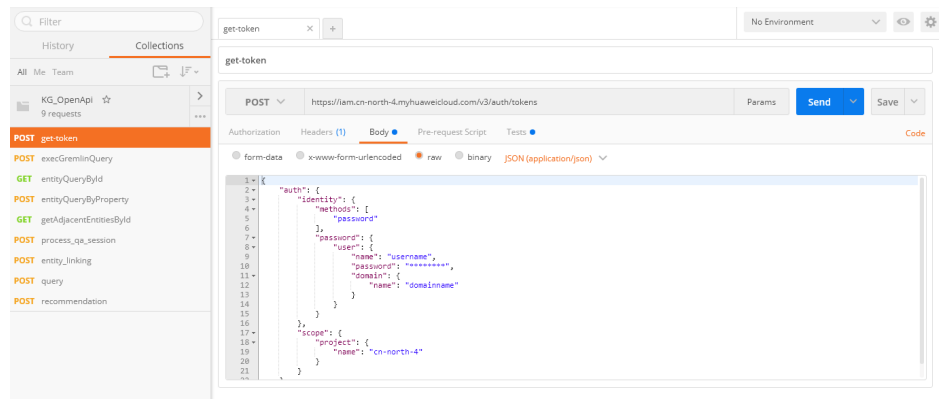 Filter
History Collections
All Me Team
KG_OpenApi
9 requests
POST get-token
POST execGremlinQuery
GET entityQueryById
POST entityQueryByProperty
GET getAdjacentEntitiesById
POST process_qa_session
POST entity_linking
POST query
POST recommendation
get-token × +
No Environment
get-token
POST https://iam.cn-north-4.myhuaweicloud.com/v3/auth/tokens Params Send Save
Authorization Headers (1) Body Pre-request Script Tests Code
form-data x-www-form-urlencoded raw binary JSON (application/json)
1 {
2 "auth": {
3 "identity": {
4 "methods": [
5 "password"
6 ],
7 "password": {
8 "user": {
9 "name": "username",
10 "password": "********",
11 "domain": {
12 "name": "domainname"
13 }
14 }
15 }
16 },
17 "scope": {
18 "project": {
19 "name": "cn-north-4"
20 }
21 }
22 }